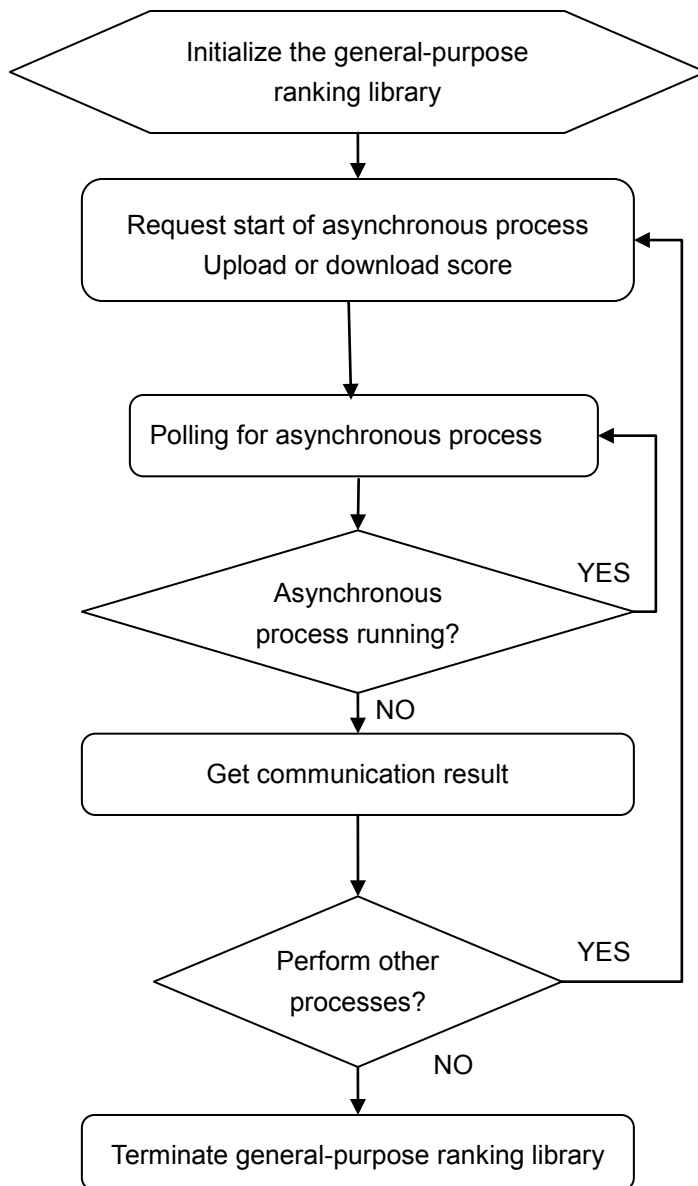 Initialize the general-purpose
ranking library
Request start of asynchronous process
Upload or download score
Polling for asynchronous process
YES
Asynchronous
process running?
NO
Get communication result
YES
Perform other
processes?
NO
Terminate general-purpose ranking library